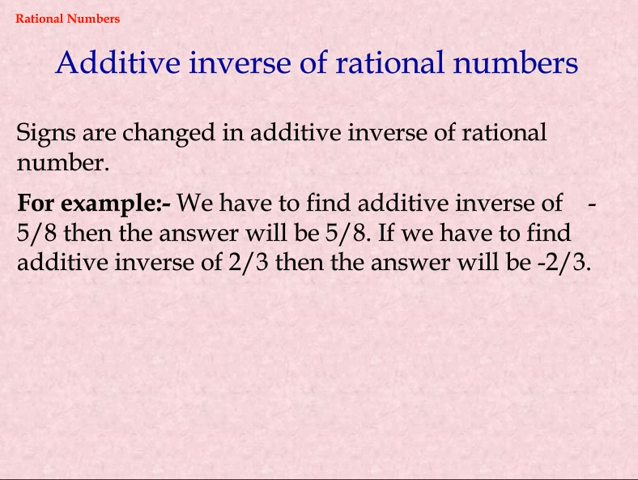 Rational Numbers
Additive inverse of rational numbers
Signs are changed in additive inverse of rational
number.
For example:- We have to find additive inverse of -
5/8 then the answer will be 5/8. If we have to find
additive inverse of 2/3 then the answer will be -2/3.